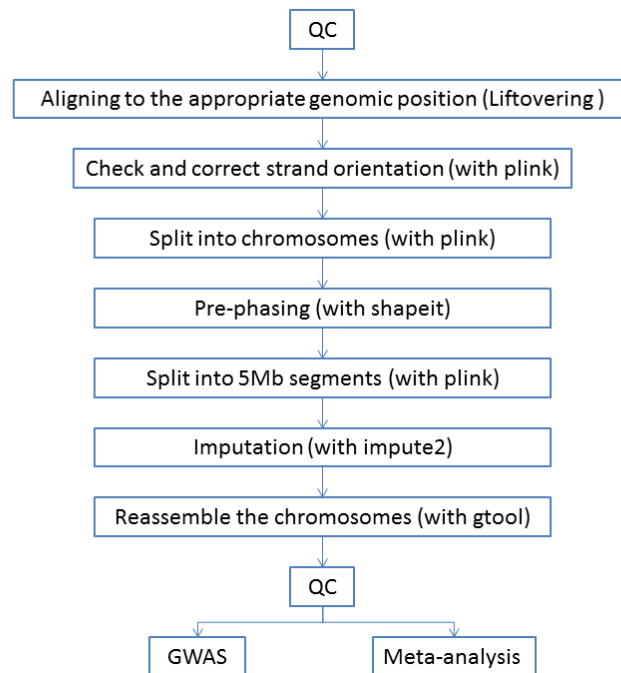 QC
Aligning to the appropriate genomic position (Liftovering )
Check and correct strand orientation (with plink)
Split into chromosomes (with plink)
Pre-phasing (with shapeit)
Split into 5Mb segments (with plink)
Imputation (with impute2)
Reassemble the chromosomes (with gtool)
QC
GWAS
Meta-analysis